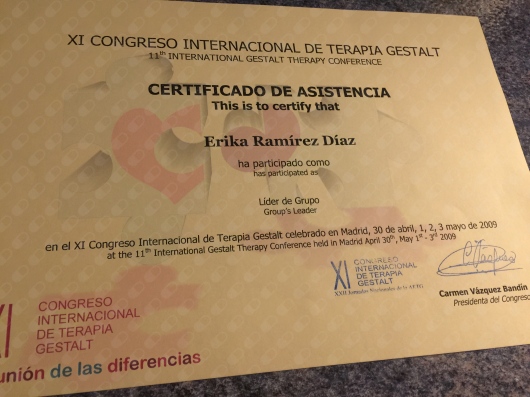 XI CONGRESO INTERNACIONAL DE TERAPIA GESTALT
11th INTERNATIONAL GESTALT THERAPY CONFERENCE
CERTIFICADO DE ASISTENCIA
This is to certify that
Erika Ramírez Díaz
ha participado como
has participated as
Líder de Grupo
Group's Leader
en el XI Congreso Internacional de Terapia Gestalt celebrado en Madrid, 30 de abril, 1, 2, 3 mayo de 2009
at the 11th International Gestalt Therapy Conference held in Madrid April 30th, May 1st - 3rd 2009
XI CONGRESO
INTERNACIONAL
DE TERAPIA
GESTALT
Carmen Vázquez Bandín
Presidenta del Congreso
XI CONGRESO
INTERNACIONAL
DE TERAPIA
GESTALT
unión de las diferencias